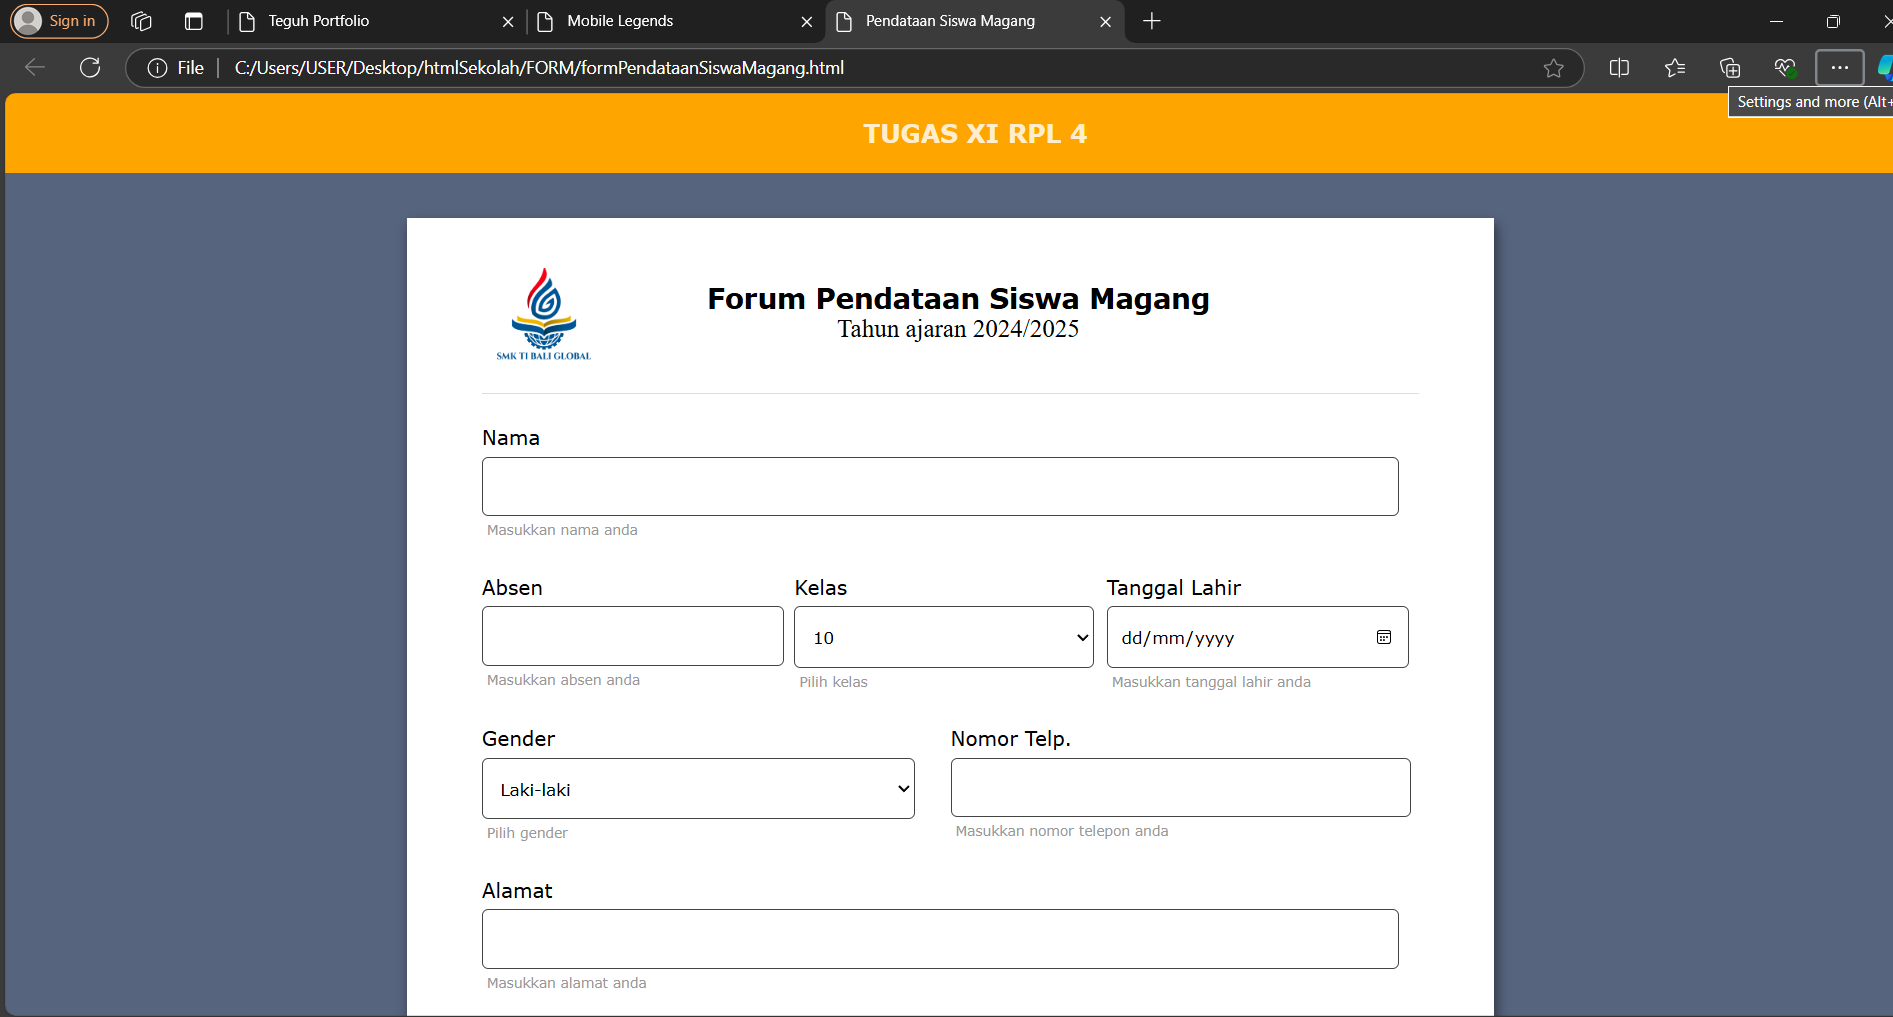 Sign in
Teguh Portfolio
Mobile Legends
Pendataan Siswa Magang
File
C:/Users/USER/Desktop/htmlSekolah/FORM/formPendataanSiswaMagang.html
Settings and more (Alt+
TUGAS XI RPL 4
SMK TI BALI GLOBAL
Forum Pendataan Siswa Magang
Tahun ajaran 2024/2025
Nama
Masukkan nama anda
Absen
Masukkan absen anda
Kelas
10
Pilih kelas
Tanggal Lahir
dd/mm/yyyy
Masukkan tanggal lahir anda
Gender
Laki-laki
Pilih gender
Nomor Telp.
Masukkan nomor telepon anda
Alamat
Masukkan alamat anda